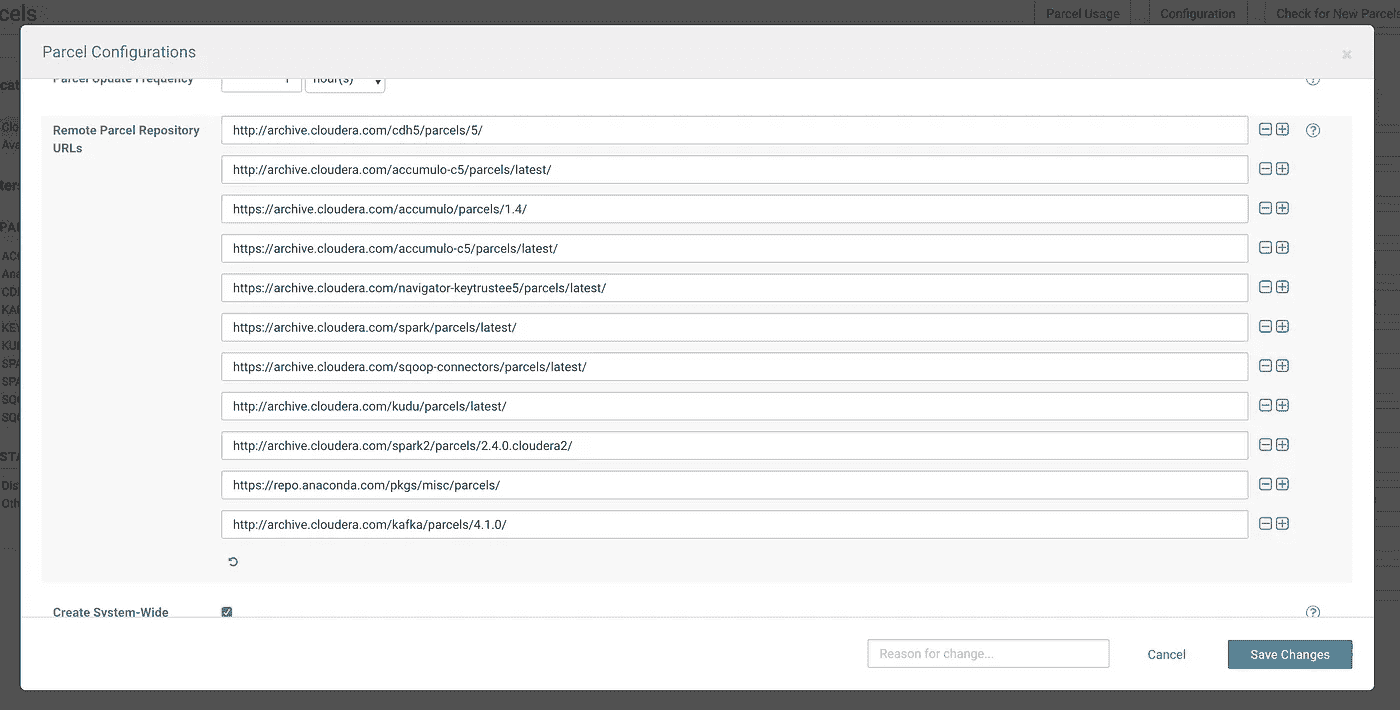 cels
Parcel Usage
Configuration
Check for New Parcels
Parcel Configurations
Parcel Update Frequency
hour(s)
Remote Parcel Repository
URLs
http://archive.cloudera.com/cdh5/parcels/5/
http://archive.cloudera.com/accumulo-c5/parcels/latest/
https://archive.cloudera.com/accumulo/parcels/1.4/
https://archive.cloudera.com/accumulo-c5/parcels/latest/
https://archive.cloudera.com/navigator-keytrustee5/parcels/latest/
https://archive.cloudera.com/spark/parcels/latest/
https://archive.cloudera.com/sqoop-connectors/parcels/latest/
http://archive.cloudera.com/kudu/parcels/latest/
http://archive.cloudera.com/spark2/parcels/2.4.0.cloudera2/
https://repo.anaconda.com/pkgs/misc/parcels/
http://archive.cloudera.com/kafka/parcels/4.1.0/
Create System-Wide
Reason for change...
Cancel
Save Changes